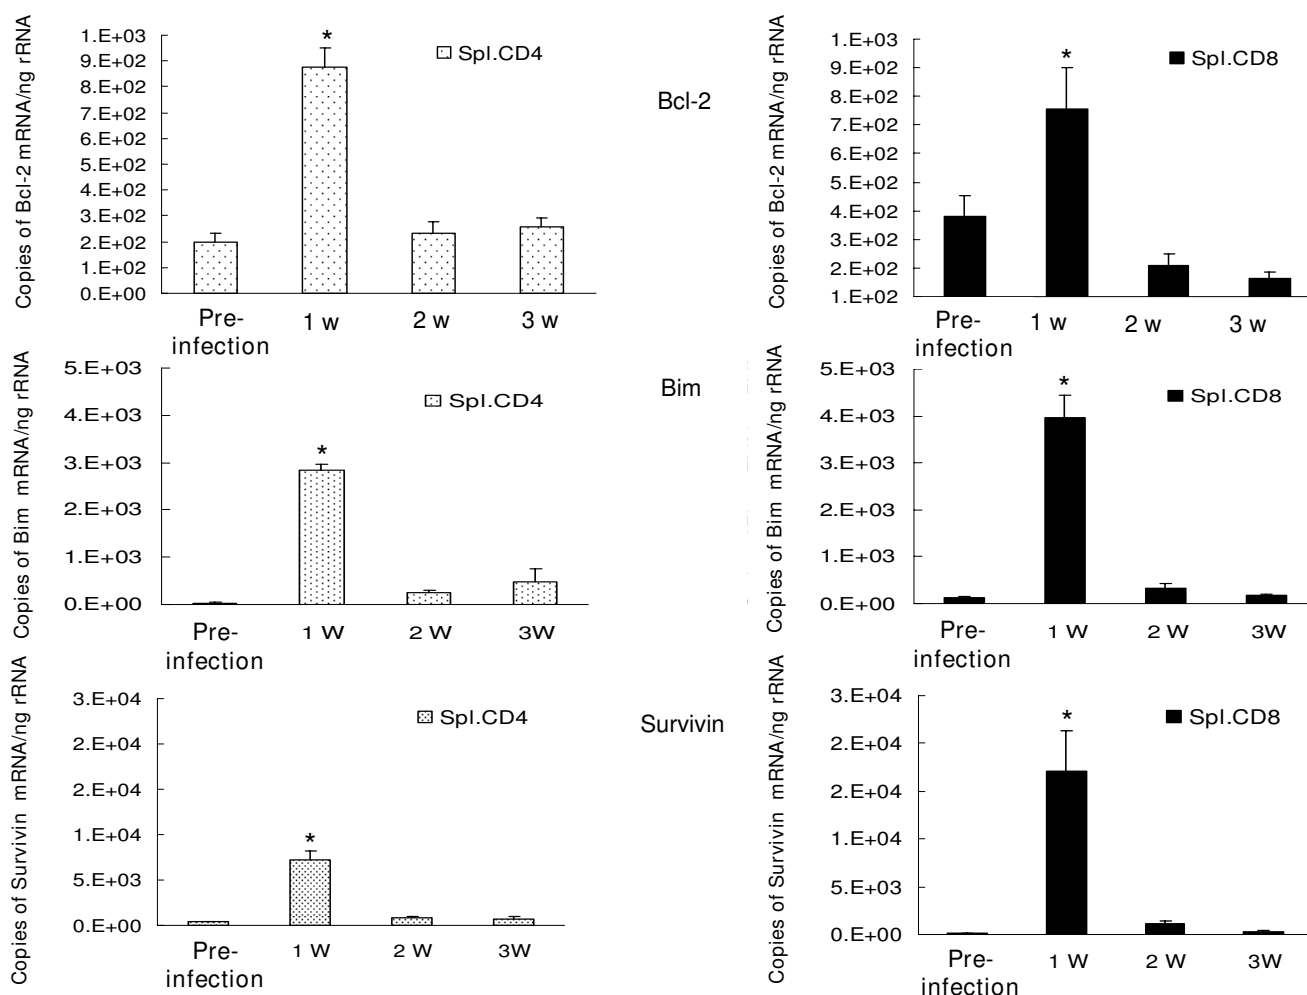 Copies of Bcl-2 mRNA/ng rRNA
1.E+03
9.E+02
8.E+02
7.E+02
6.E+02
5.E+02
4.E+02
3.E+02
2.E+02
1.E+02
0.E+00
*
Spl.CD4
Pre-
infection
1 w
2 w
3 w
Bcl-2
Copies of Bcl-2 mRNA/ng rRNA
1.E+03
9.E+02
8.E+02
7.E+02
6.E+02
5.E+02
4.E+02
3.E+02
2.E+02
1.E+02
*
Spl.CD8
Pre-
infection
1 w
2 w
3 w
Copies of Bim mRNA/ng rRNA
5.E+03
4.E+03
3.E+03
2.E+03
1.E+03
0.E+00
*
Spl.CD4
Pre-
infection
1 W
2 W
3W
Bim
Copies of Bim mRNA/ng rRNA
5.E+03
4.E+03
3.E+03
2.E+03
1.E+03
0.E+00
*
Spl.CD8
Pre-
infection
1 W
2 W
3W
Copies of Survivin mRNA/ng rRNA
3.E+04
2.E+04
2.E+04
1.E+04
5.E+03
0.E+00
*
Spl.CD4
Pre-
infection
1 W
2 W
3W
Survivin
Copies of Survivin mRNA/ng rRNA
3.E+04
2.E+04
2.E+04
1.E+04
5.E+03
0.E+00
*
Spl.CD8
Pre-
infection
1 W
2 W
3W